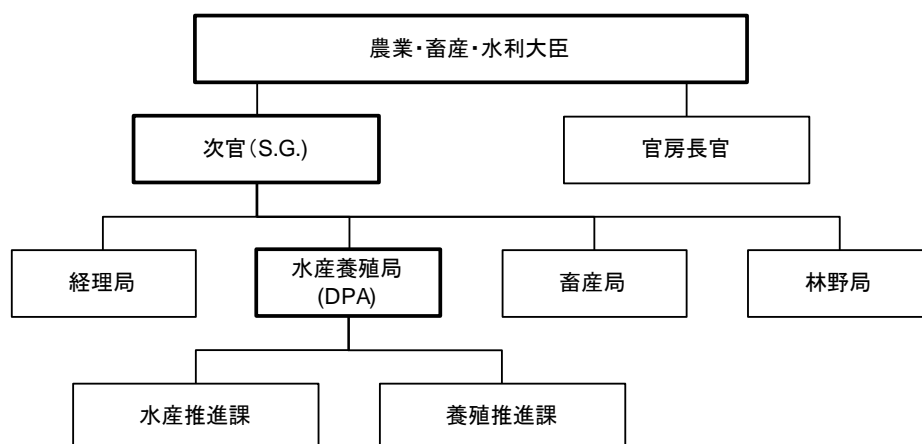 農業・畜産・水利大臣
次官（S.G.）
官房長官
経理局
水産養殖局
(DPA)
畜産局
林野局
水産推進課
養殖推進課